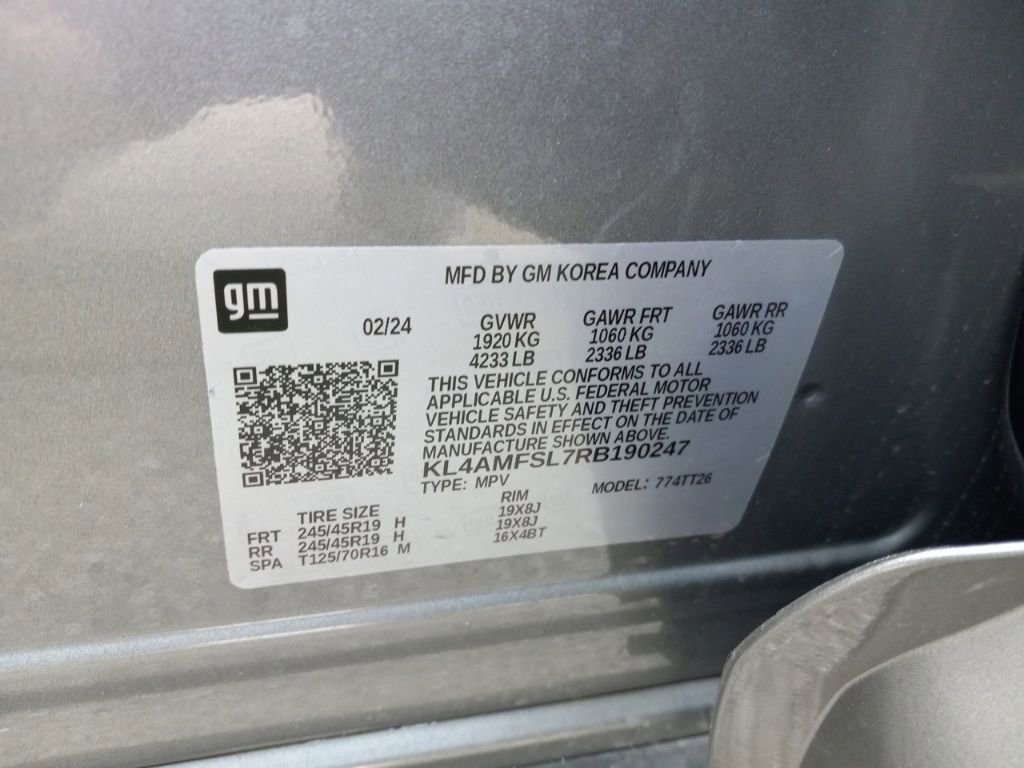 gm
MFD BY GM KOREA COMPANY
02/24
GVWR GAWR FRT GAWR RR
1920 KG 1060 KG 1060 KG
4233 LB 2336 LB 2336 LB
THIS VEHICLE CONFORMS TO ALL
APPLICABLE U.S. FEDERAL MOTOR
VEHICLE SAFETY AND THEFT PREVENTION
STANDARDS IN EFFECT ON THE DATE OF
MANUFACTURE SHOWN ABOVE.
KL4AMFSL7RB190247
TYPE: MPV MODEL: 774TT26
TIRE SIZE RIM
FRT 245/45R19 H 19X8J
RR 245/45R19 H 19X8J
SPA T125/70R16 M 16X4BT